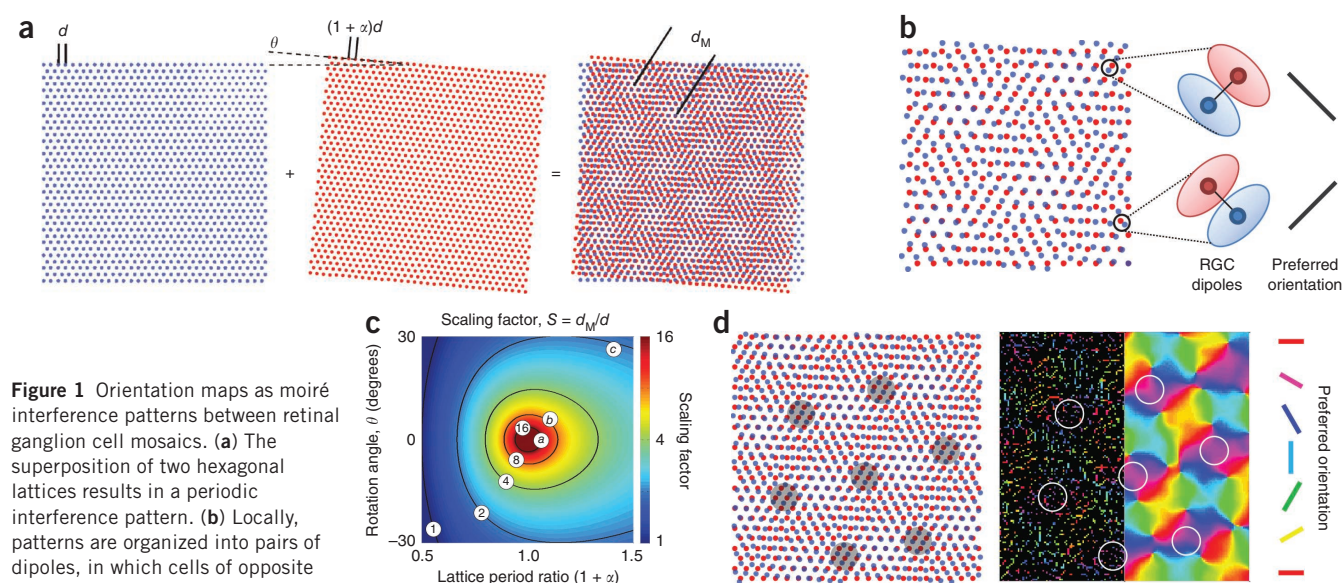 a
d
θ
(1 + α)d
d_M
+
=
b
RGC
dipoles
Preferred
orientation
c
Scaling factor, S = d_M/d
30
0
–30
Rotation angle, θ (degrees)
0.5
1.0
1.5
Lattice period ratio (1 + α)
16
8
4
2
1
a
b
c
16
4
1
Scaling factor
d
Preferred orientation
Figure 1 Orientation maps as moiré
interference patterns between retinal
ganglion cell mosaics. (a) The
superposition of two hexagonal
lattices results in a periodic
interference pattern. (b) Locally,
patterns are organized into pairs of
dipoles, in which cells of opposite